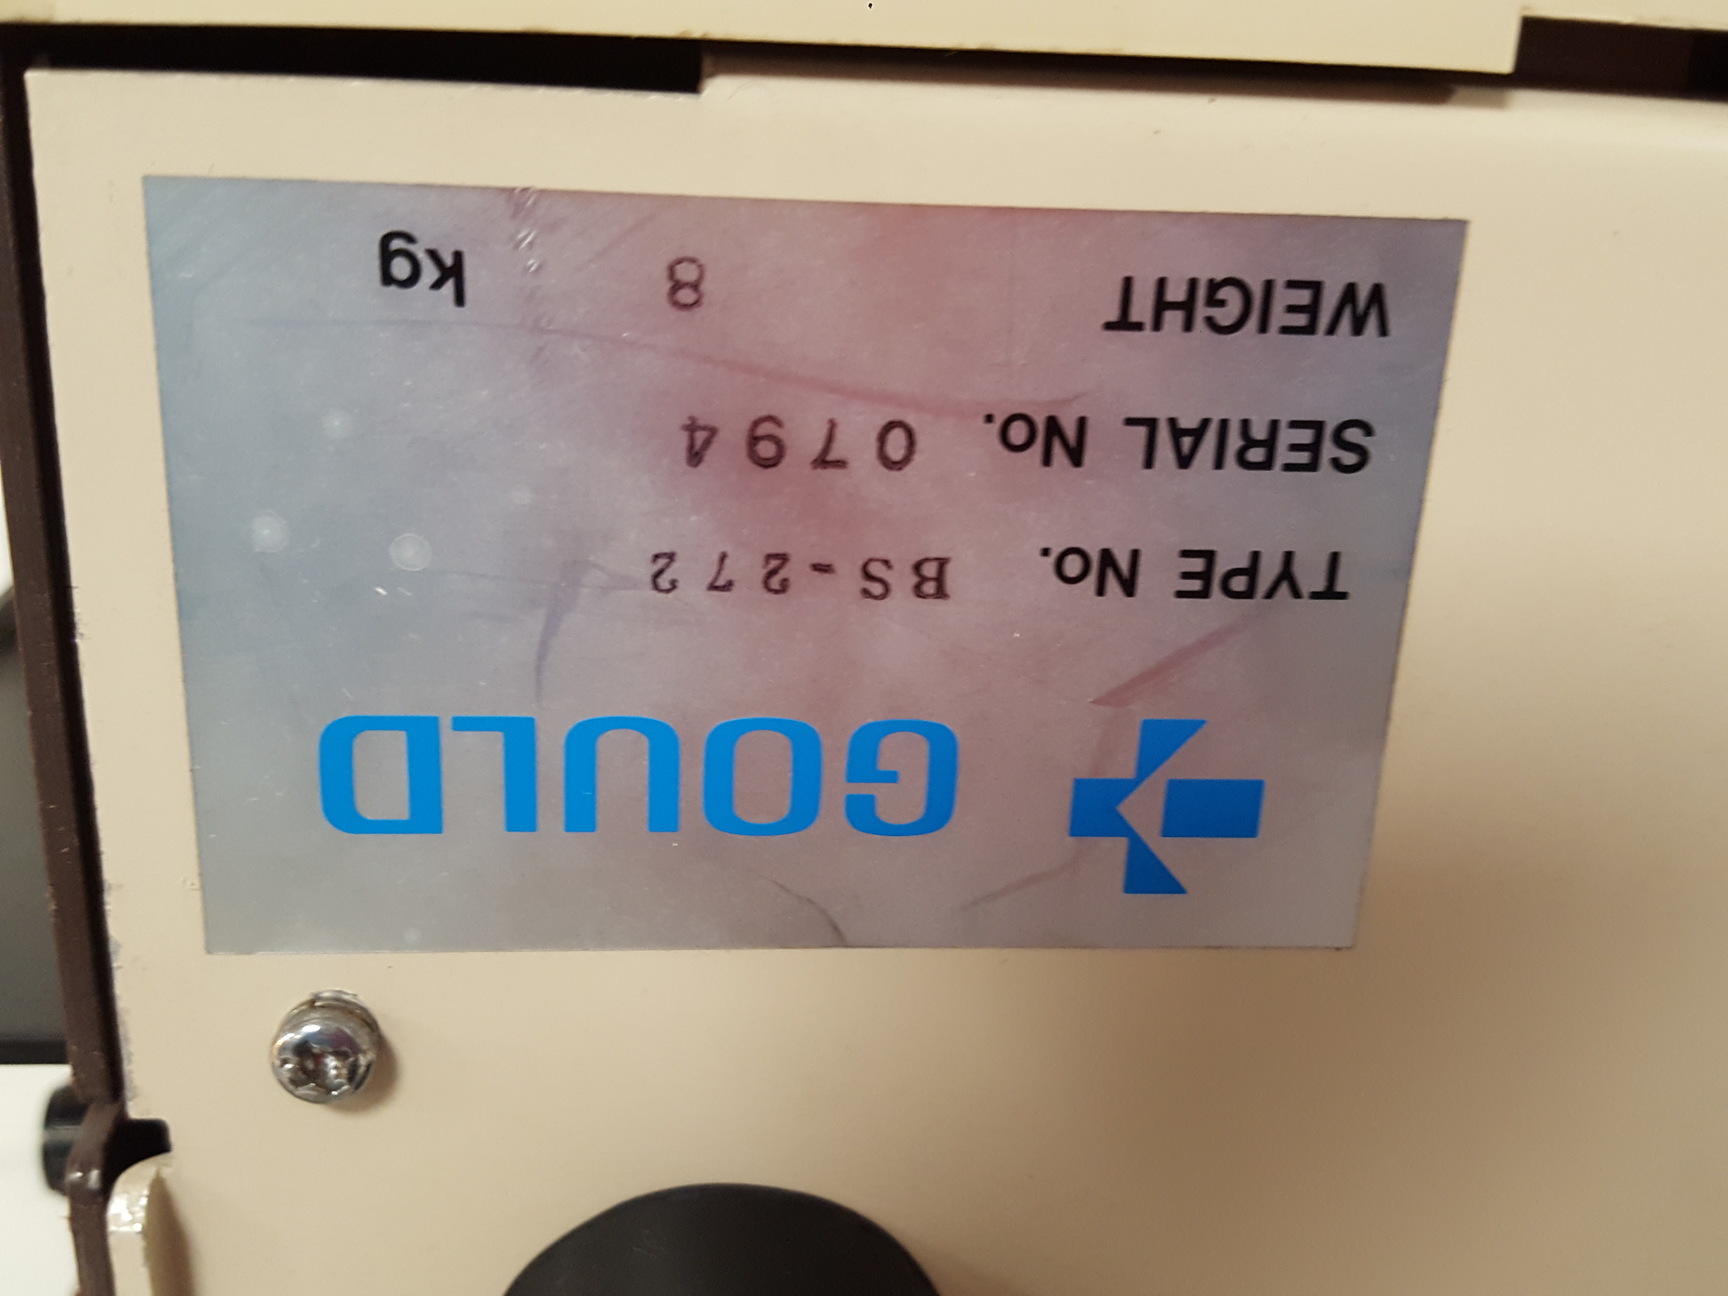 GOULD
TYPE No. BS-272
SERIAL No. 0794
WEIGHT 8 kg